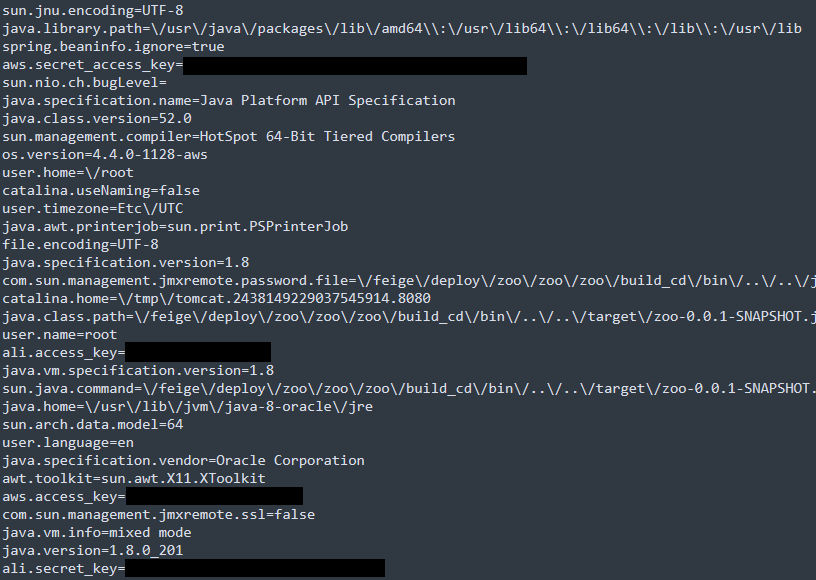 sun.jnu.encoding=UTF-8
java.library.path=\/usr\/java\/packages\/lib\/amd64\\:\/usr\/lib64\\:\/lib64\\:\/lib\\:\/usr\/lib
spring.beaninfo.ignore=true
aws.secret_access_key=
sun.nio.ch.bugLevel=
java.specification.name=Java Platform API Specification
java.class.version=52.0
sun.management.compiler=HotSpot 64-Bit Tiered Compilers
os.version=4.4.0-1128-aws
user.home=\/root
catalina.useNaming=false
user.timezone=Etc\/UTC
java.awt.printerjob=sun.print.PSPrinterJob
file.encoding=UTF-8
java.specification.version=1.8
com.sun.management.jmxremote.password.file=\/feige\/deploy\/zoo\/zoo\/zoo\/build_cd\/bin\/..\/..\/j
catalina.home=\/tmp\/tomcat.2438149229037545914.8080
java.class.path=\/feige\/deploy\/zoo\/zoo\/zoo\/build_cd\/bin\/..\/..\/target\/zoo-0.0.1-SNAPSHOT.j
user.name=root
ali.access_key=
java.vm.specification.version=1.8
sun.java.command=\/feige\/deploy\/zoo\/zoo\/zoo\/build_cd\/bin\/..\/..\/target\/zoo-0.0.1-SNAPSHOT.
java.home=\/usr\/lib\/jvm\/java-8-oracle\/jre
sun.arch.data.model=64
user.language=en
java.specification.vendor=Oracle Corporation
awt.toolkit=sun.awt.X11.XToolkit
aws.access_key=
com.sun.management.jmxremote.ssl=false
java.vm.info=mixed mode
java.version=1.8.0_201
ali.secret_key=